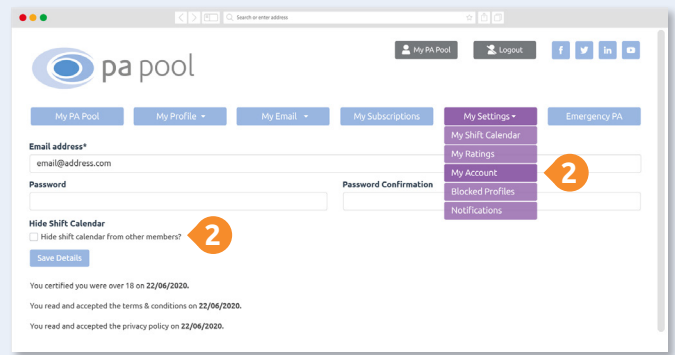 Search or enter address
pa pool
My PA Pool
Logout
My PA Pool
My Profile
My Email
My Subscriptions
My Settings
Emergency PA
My Shift Calendar
My Ratings
My Account
Blocked Profiles
Notifications
2
Email address*
email@address.com
Password
Password Confirmation
Hide Shift Calendar
Hide shift calendar from other members?
2
Save Details
You certified you were over 18 on 22/06/2020.
You read and accepted the terms & conditions on 22/06/2020.
You read and accepted the privacy policy on 22/06/2020.